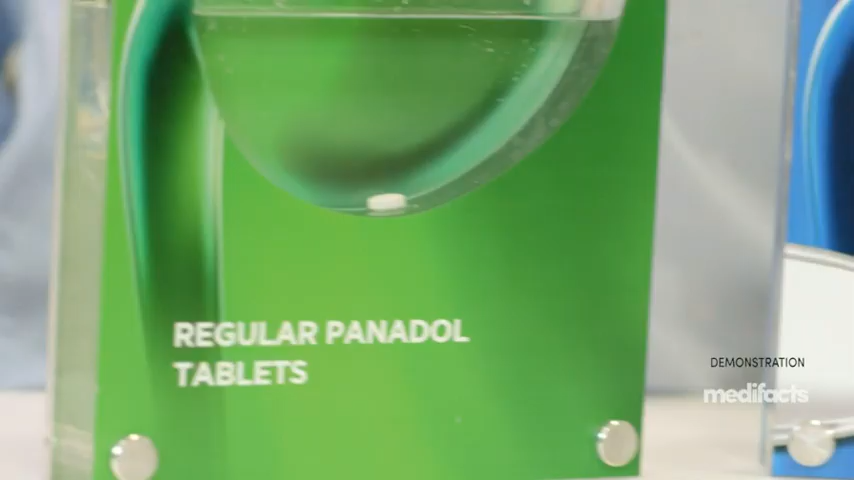 REGULAR PANADOL
TABLETS
DEMONSTRATION
medifacts